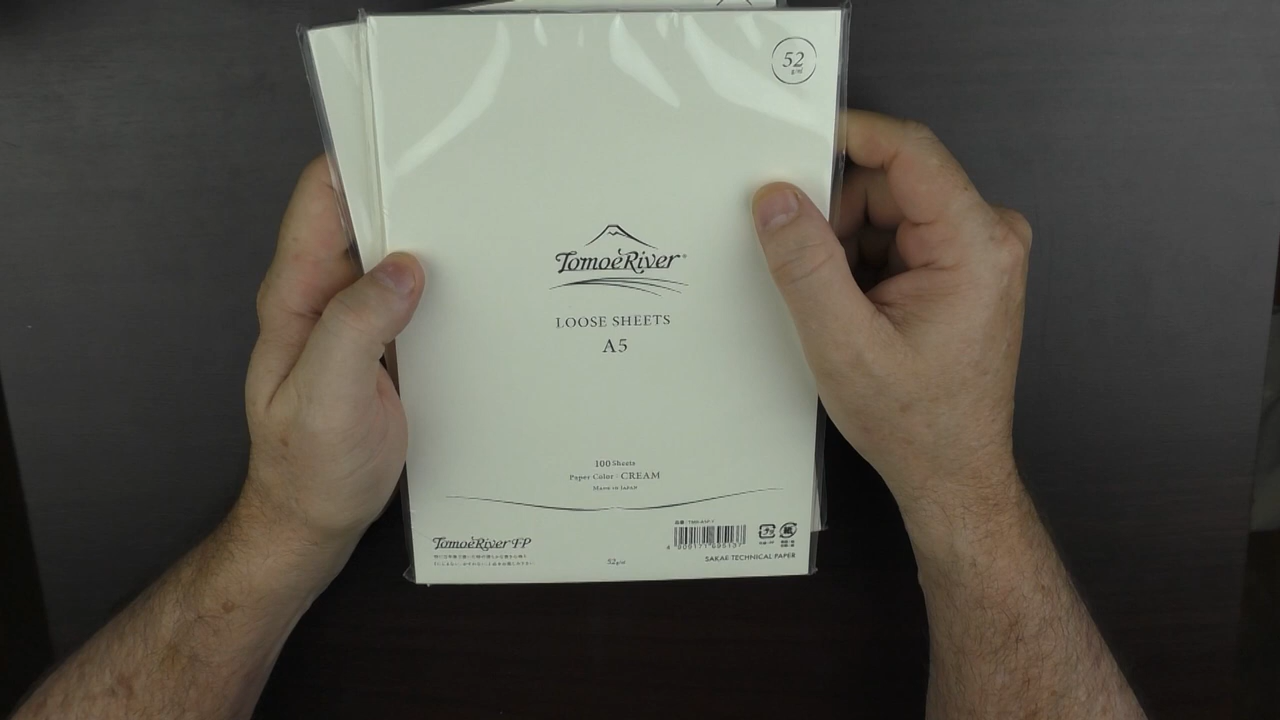 52
g/㎡
TomoeRiver®
LOOSE SHEETS
A5
100 Sheets
Paper Color : CREAM
MADE IN JAPAN
TomoeRiver FP
52g/㎡
SAKAE TECHNICAL PAPER